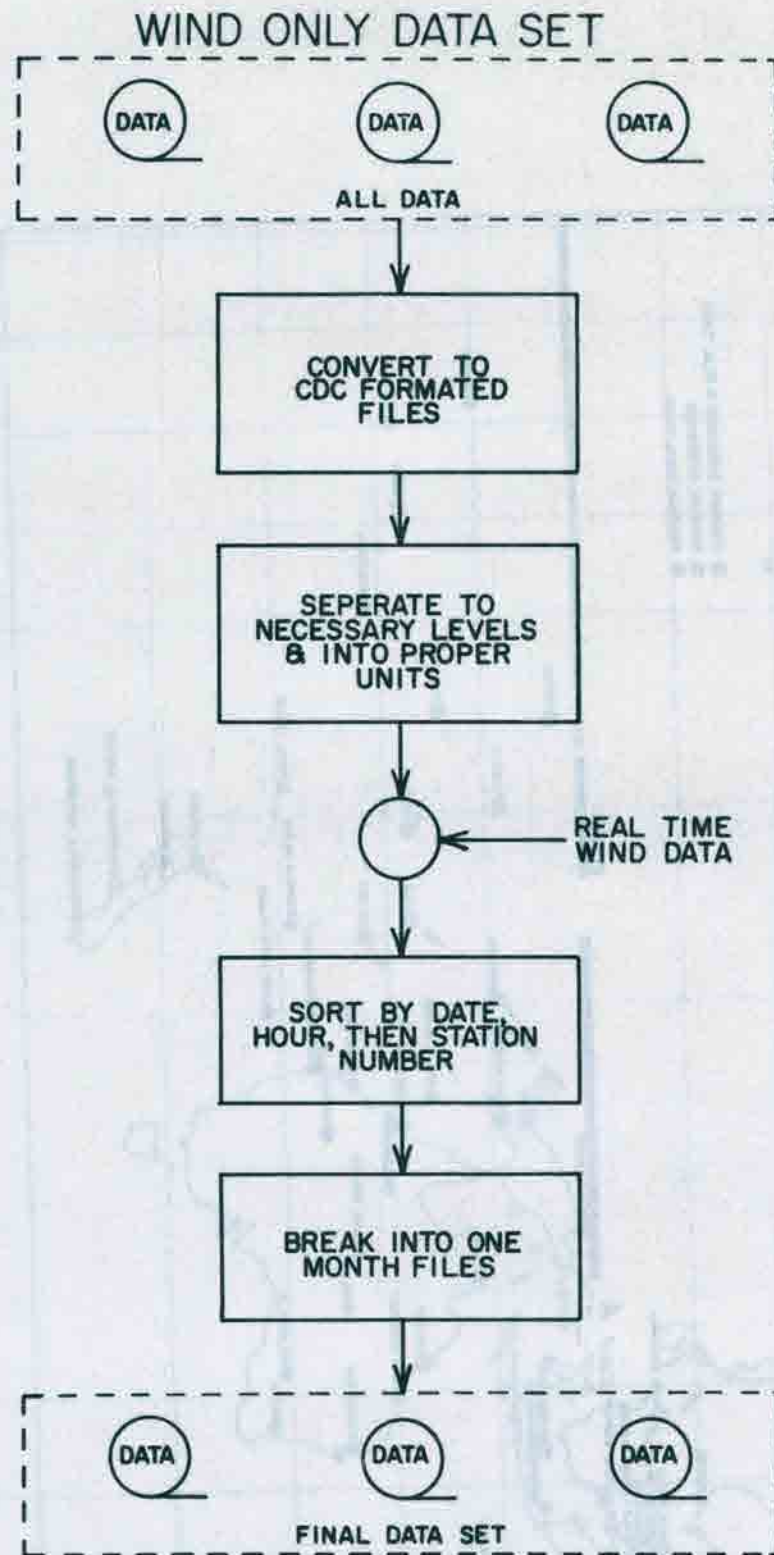 WIND ONLY DATA SET
DATA DATA DATA
ALL DATA
CONVERT TO
CDC FORMATED
FILES
SEPERATE TO
NECESSARY LEVELS
& INTO PROPER
UNITS
REAL TIME
WIND DATA
SORT BY DATE,
HOUR, THEN STATION
NUMBER
BREAK INTO ONE
MONTH FILES
DATA DATA DATA
FINAL DATA SET